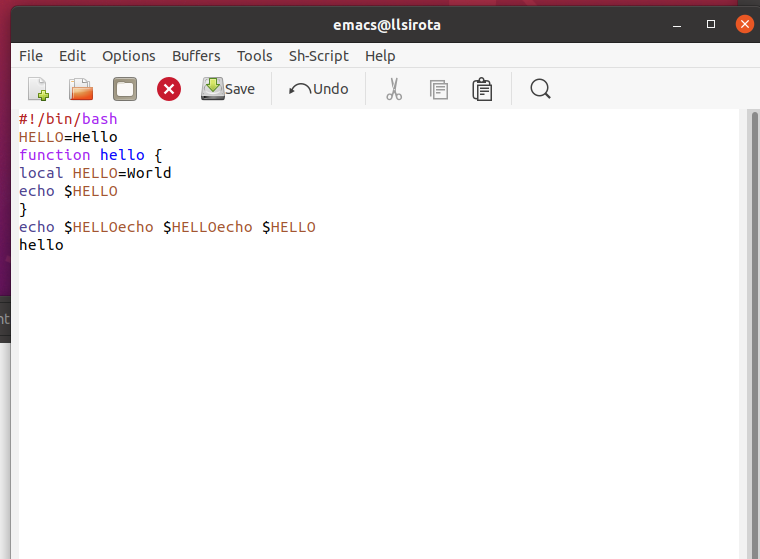 emacs@llsirota
File Edit Options Buffers Tools Sh-Script Help
Save Undo
#!/bin/bash
HELLO=Hello
function hello {
local HELLO=World
echo $HELLO
}
echo $HELLOecho $HELLOecho $HELLO
hello